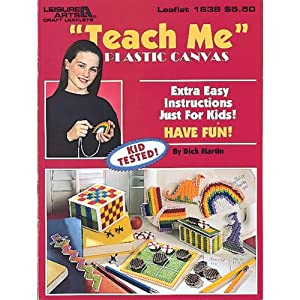 LEISURE
ARTS
CRAFT LEAFLETS
Leaflet 1638 $5.50
"Teach Me"
PLASTIC CANVAS
Extra Easy
Instructions
Just For Kids!
HAVE FUN!
KID
TESTED!
By Dick Martin